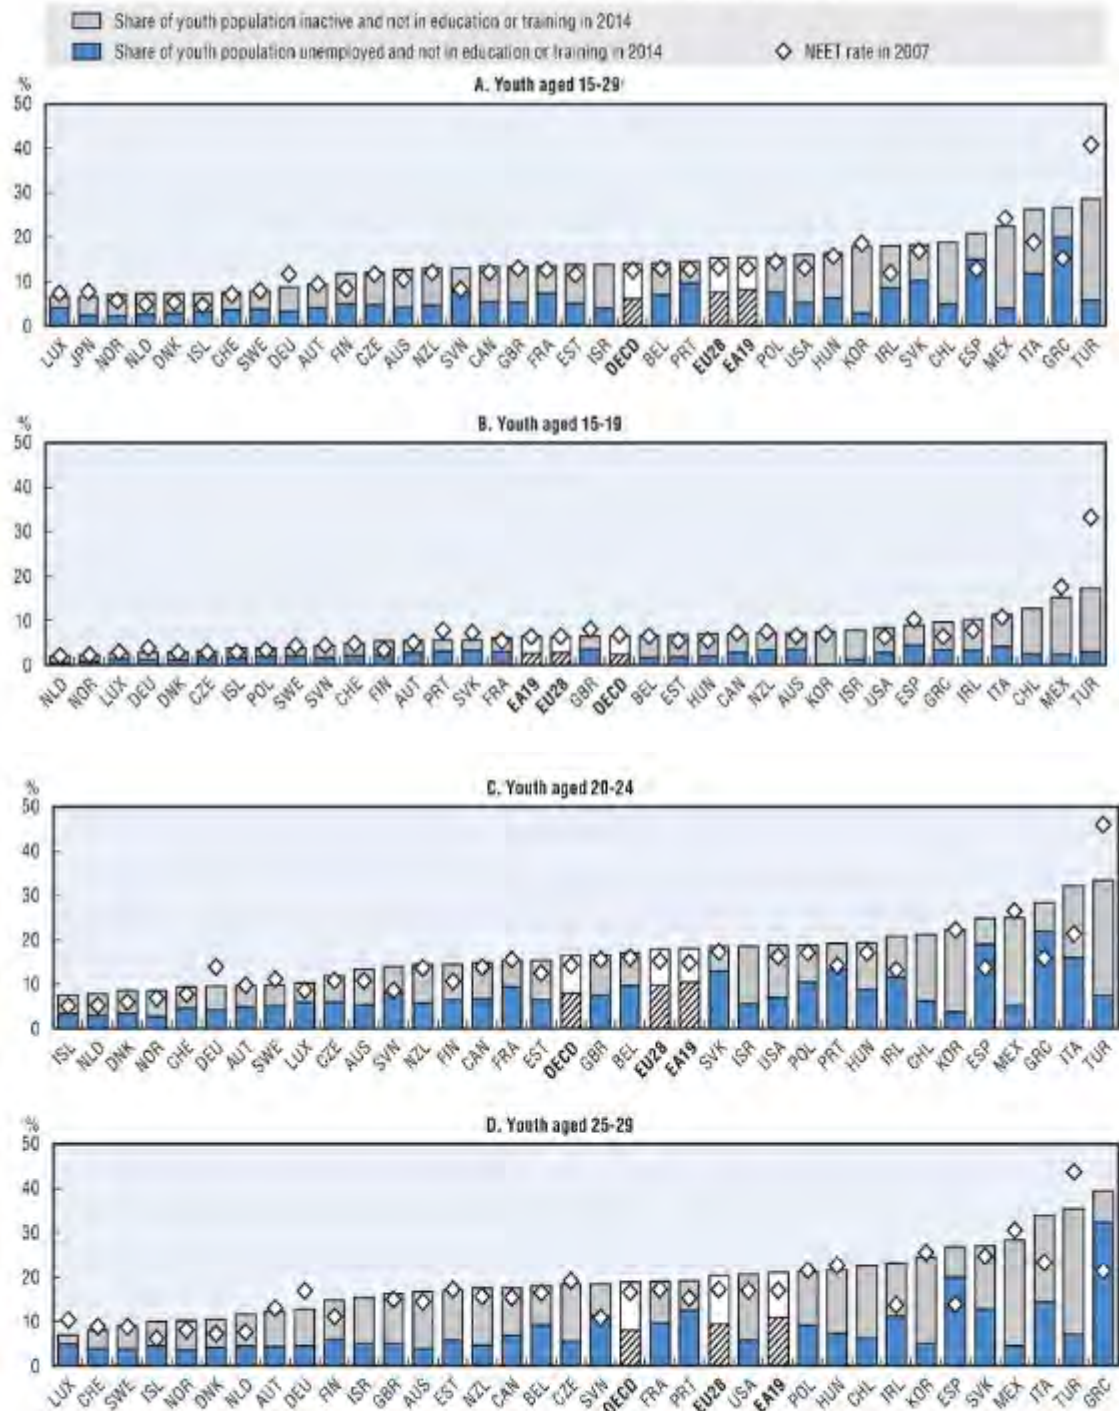 Share of youth population inactive and not in education or training in 2014
Share of youth population unemployed and not in education or training in 2014 NEET rate in 2007
A. Youth aged 15-29
%
50
40
30
20
10
0
LUX JPN NOR NLD DNK ISL CHE SWE DEU AUT FIN CZE AUS NZL SVN CAN GBR FRA EST ISR OECD BEL PRT EU28 EA19 POL USA HUN KOR IRL SVK CHL ESP MEX ITA GRC TUR
B. Youth aged 15-19
%
50
40
30
20
10
0
NLD NOR LUX DEU DNK CZE ISL POL SWE SVN CHE FIN AUT PRT SVK FRA EA19 EU28 GBR OECD BEL EST HUN CAN NZL AUS KOR ISR USA ESP GRC IRL ITA CHL MEX TUR
C. Youth aged 20-24
%
50
40
30
20
10
0
ISL NLD DNK NOR CHE DEU AUT SWE LUX CZE AUS SVN NZL FIN CAN FRA EST OECD GBR BEL EU28 EA19 SVK ISR USA POL PRT HUN IRL CHL KOR ESP MEX GRC ITA TUR
D. Youth aged 25-29
%
50
40
30
20
10
0
LUX CHE SWE ISL NOR DNK NLD AUT DEU FIN ISR GBR AUS EST NZL CAN BEL CZE SVN OECD FRA PRT EU28 USA EA19 POL HUN CHL IRL KOR ESP SVK MEX ITA TUR GRC